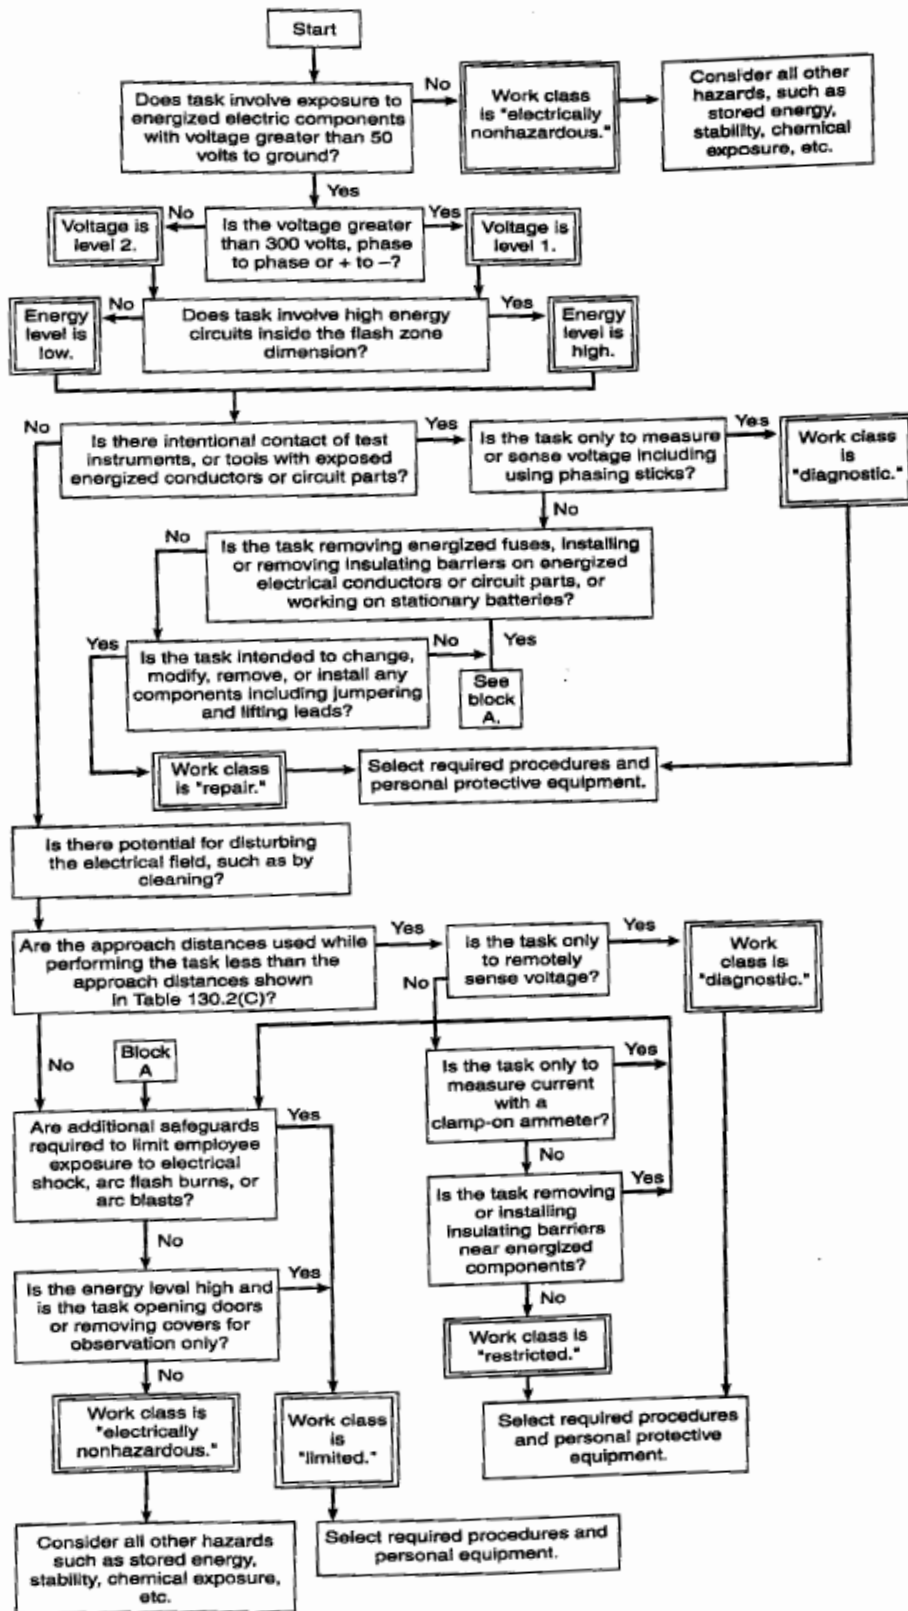 Start
Does task involve exposure to
energized electric components
with voltage greater than 50
volts to ground?
No
Work class
is "electrically
nonhazardous."
Consider all other
hazards, such as
stored energy,
stability, chemical
exposure, etc.
Yes
Voltage is
level 2.
No
Is the voltage greater
than 300 volts, phase
to phase or + to –?
Yes
Voltage is
level 1.
Energy
level is
low.
No
Does task involve high energy
circuits inside the flash zone
dimension?
Yes
Energy
level is
high.
No
Is there intentional contact of test
instruments, or tools with exposed
energized conductors or circuit parts?
Yes
Is the task only to measure
or sense voltage including
using phasing sticks?
Yes
Work class
is
"diagnostic."
No
No
Is the task removing energized fuses, installing
or removing insulating barriers on energized
electrical conductors or circuit parts, or
working on stationary batteries?
Yes
Is the task intended to change,
modify, remove, or install any
components including jumpering
and lifting leads?
No
Yes
See
block
A.
Work class
is "repair."
Select required procedures and
personal protective equipment.
Is there potential for disturbing
the electrical field, such as by
cleaning?
Are the approach distances used while
performing the task less than the
approach distances shown
in Table 130.2(C)?
Yes
Is the task only
to remotely
sense voltage?
Yes
Work
class is
"diagnostic."
No
No
Block
A
Is the task only to
measure current
with a
clamp-on ammeter?
Yes
Are additional safeguards
required to limit employee
exposure to electrical
shock, arc flash burns, or
arc blasts?
Yes
No
Is the task removing
or installing
insulating barriers
near energized
components?
Yes
No
Is the energy level high and
is the task opening doors
or removing covers for
observation only?
Yes
No
Work class is
"restricted."
No
Work class is
"electrically
nonhazardous."
Work class
is
"limited."
Select required procedures
and personal protective
equipment.
Consider all other hazards
such as stored energy,
stability, chemical exposure,
etc.
Select required procedures and
personal equipment.